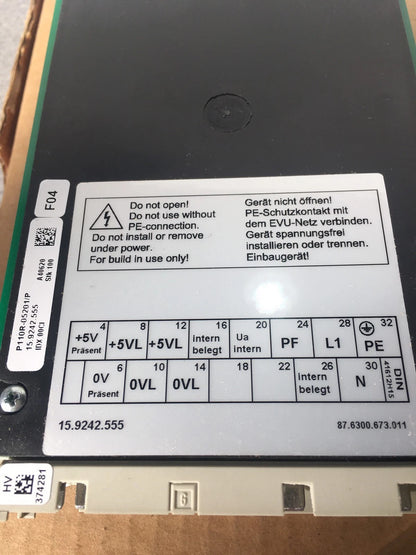 F04
A40620
Stk 100
P110R-05201/P
15.9242.555
IDX 09C3
Do not open!
Do not use without
PE-connection.
Do not install or remove
under power.
For build in use only!
Gerät nicht öffnen!
PE-Schutzkontakt mit
dem EVU-Netz verbinden.
Gerät spannungsfrei
installieren oder trennen.
Einbaugerät!
4 8 12 16 20 24 28 32
+5V Präsent +5VL +5VL intern belegt Ua intern PF L1 PE
6 10 14 18 22 26 30
0V Präsent 0VL 0VL intern belegt N DIN 41612H15
15.9242.555
87.6300.673.011
HV
374281
6